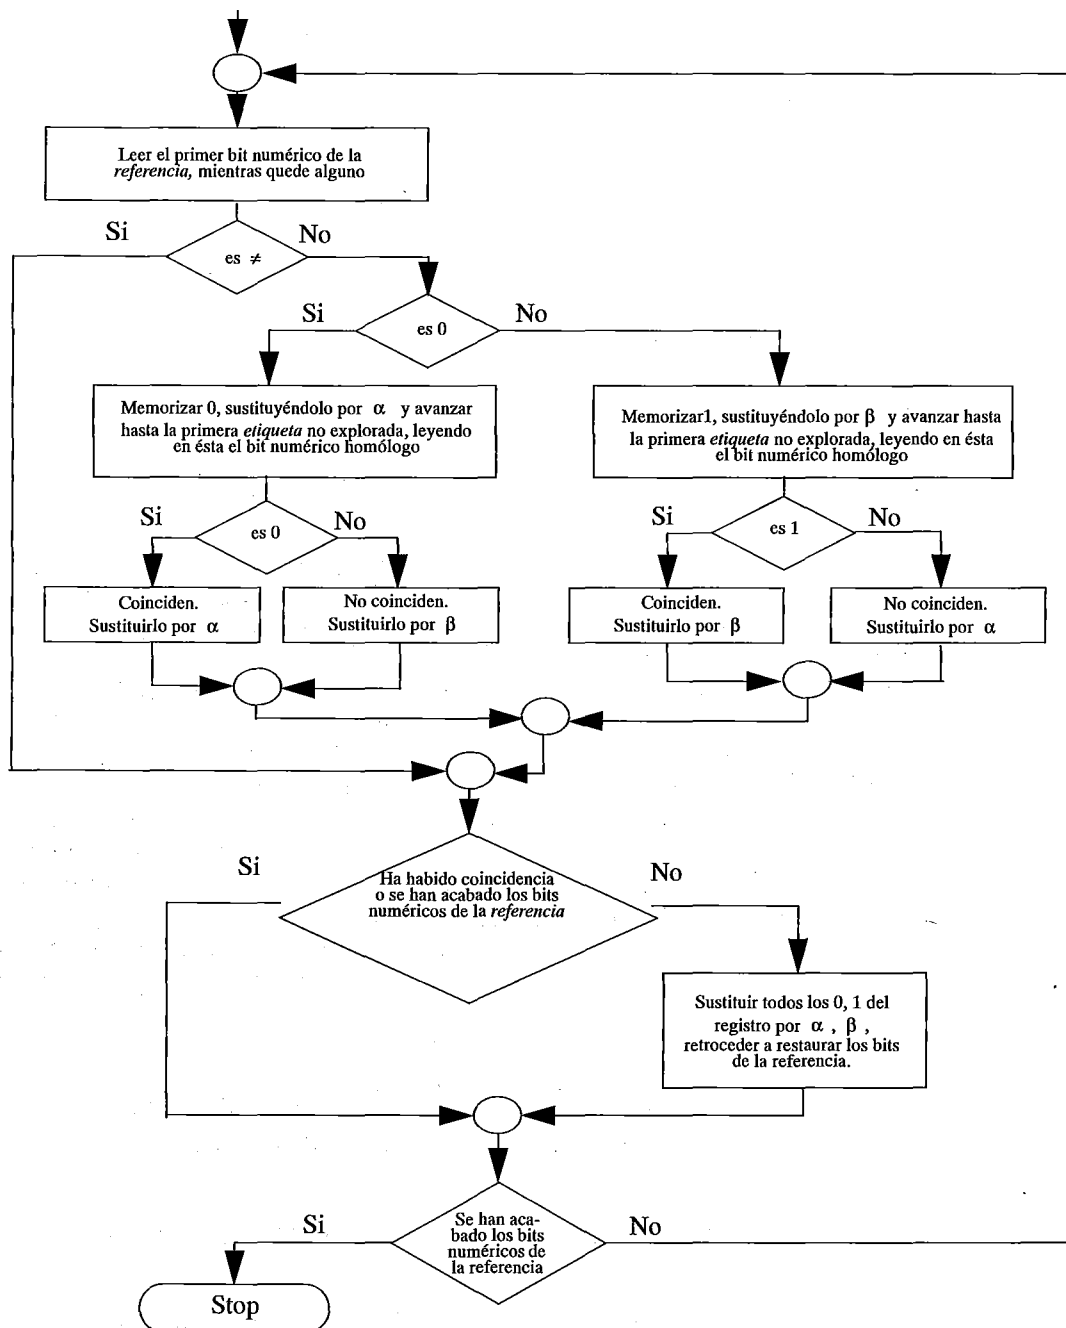 Leer el primer bit numérico de la
referencia, mientras quede alguno
Si
No
es ≠
Si
No
es 0
Memorizar 0, sustituyéndolo por α y avanzar
hasta la primera etiqueta no explorada, leyendo
en ésta el bit numérico homólogo
Memorizar1, sustituyéndolo por β y avanzar hasta
la primera etiqueta no explorada, leyendo en ésta
el bit numérico homólogo
Si
No
es 0
Si
No
es 1
Coinciden.
Sustituirlo por α
No coinciden.
Sustituirlo por β
Coinciden.
Sustituirlo por β
No coinciden.
Sustituirlo por α
Si
No
Ha habido coincidencia
o se han acabado los bits
numéricos de la referencia
Sustituir todos los 0, 1 del
registro por α , β ,
retroceder a restaurar los bits
de la referencia.
Si
No
Se han aca-
bado los bits
numéricos de
la referencia
Stop